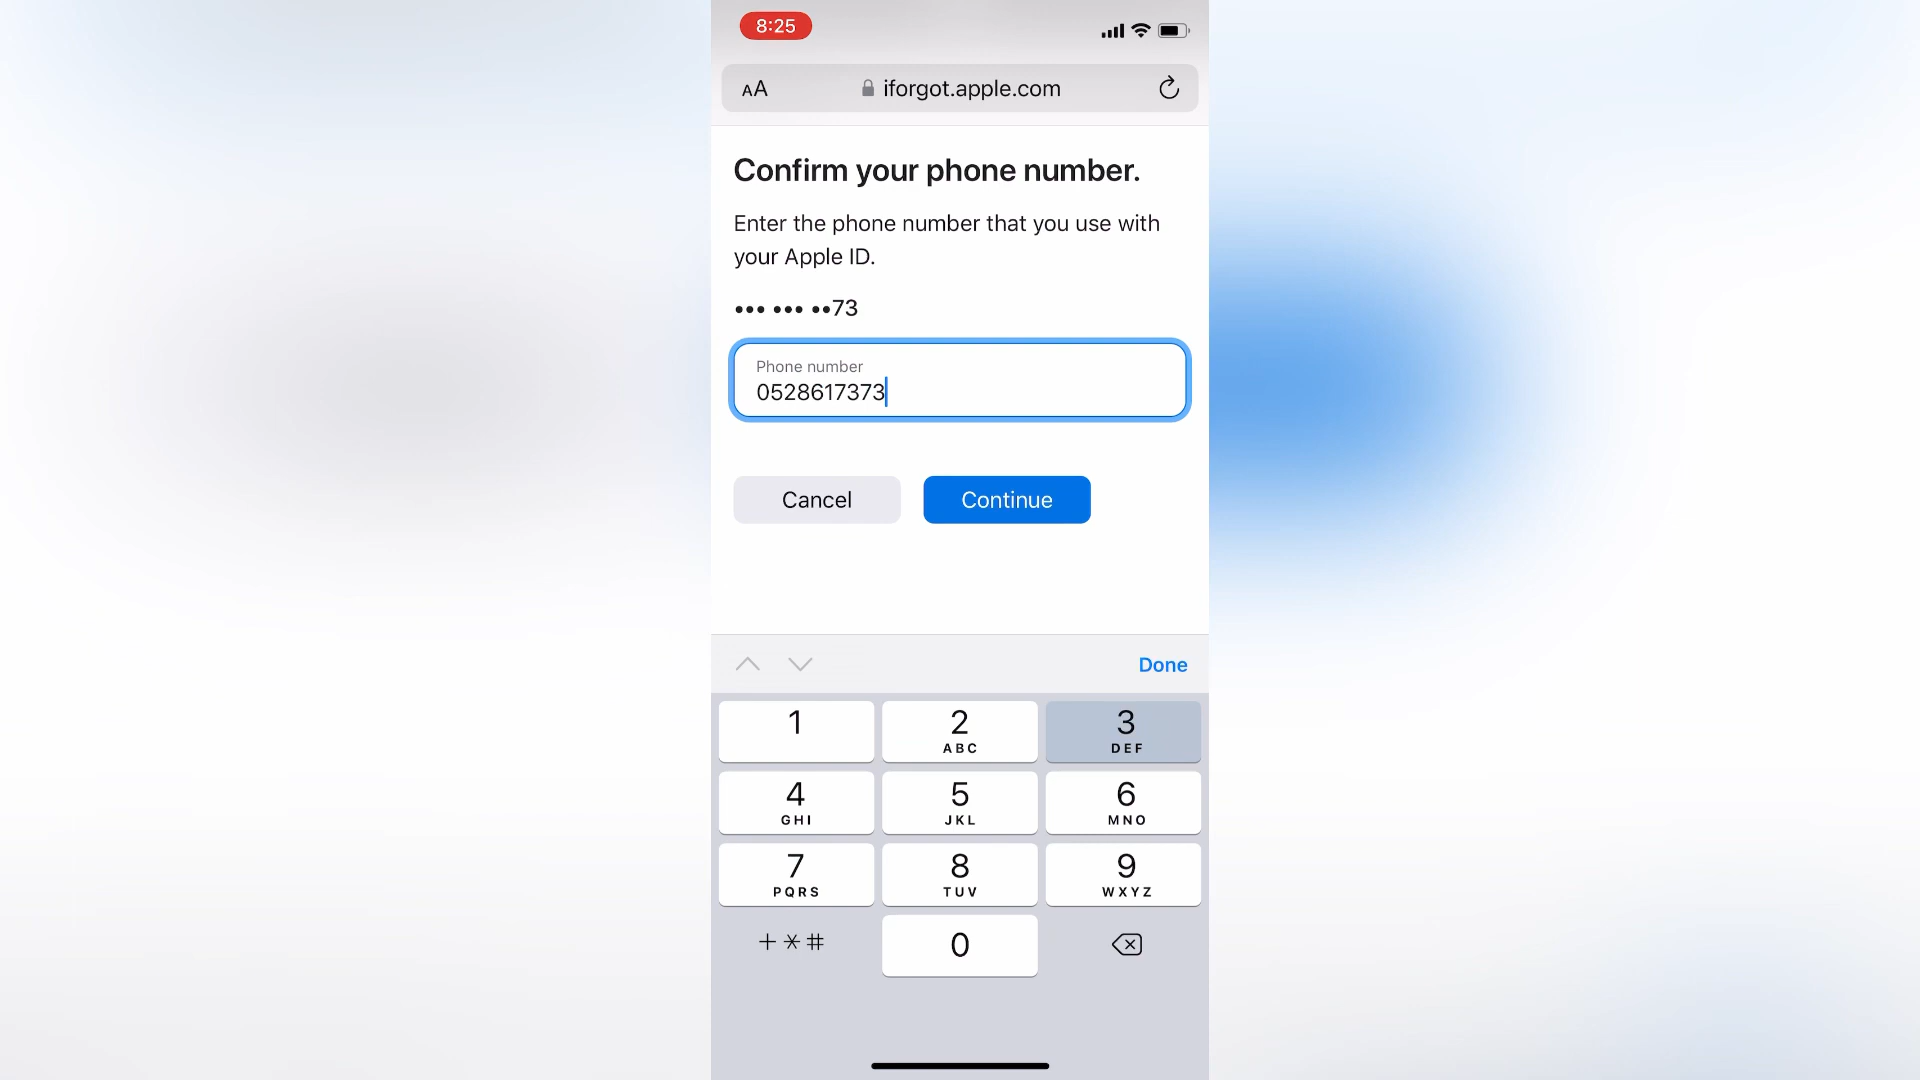 8:25
AA iforgot.apple.com
Confirm your phone number.
Enter the phone number that you use with
your Apple ID.
••• ••• ••73
Phone number
0528617373
Cancel Continue
Done
1 2 3
ABC DEF
4 5 6
GHI JKL MNO
7 8 9
PQRS TUV WXYZ
+*# 0